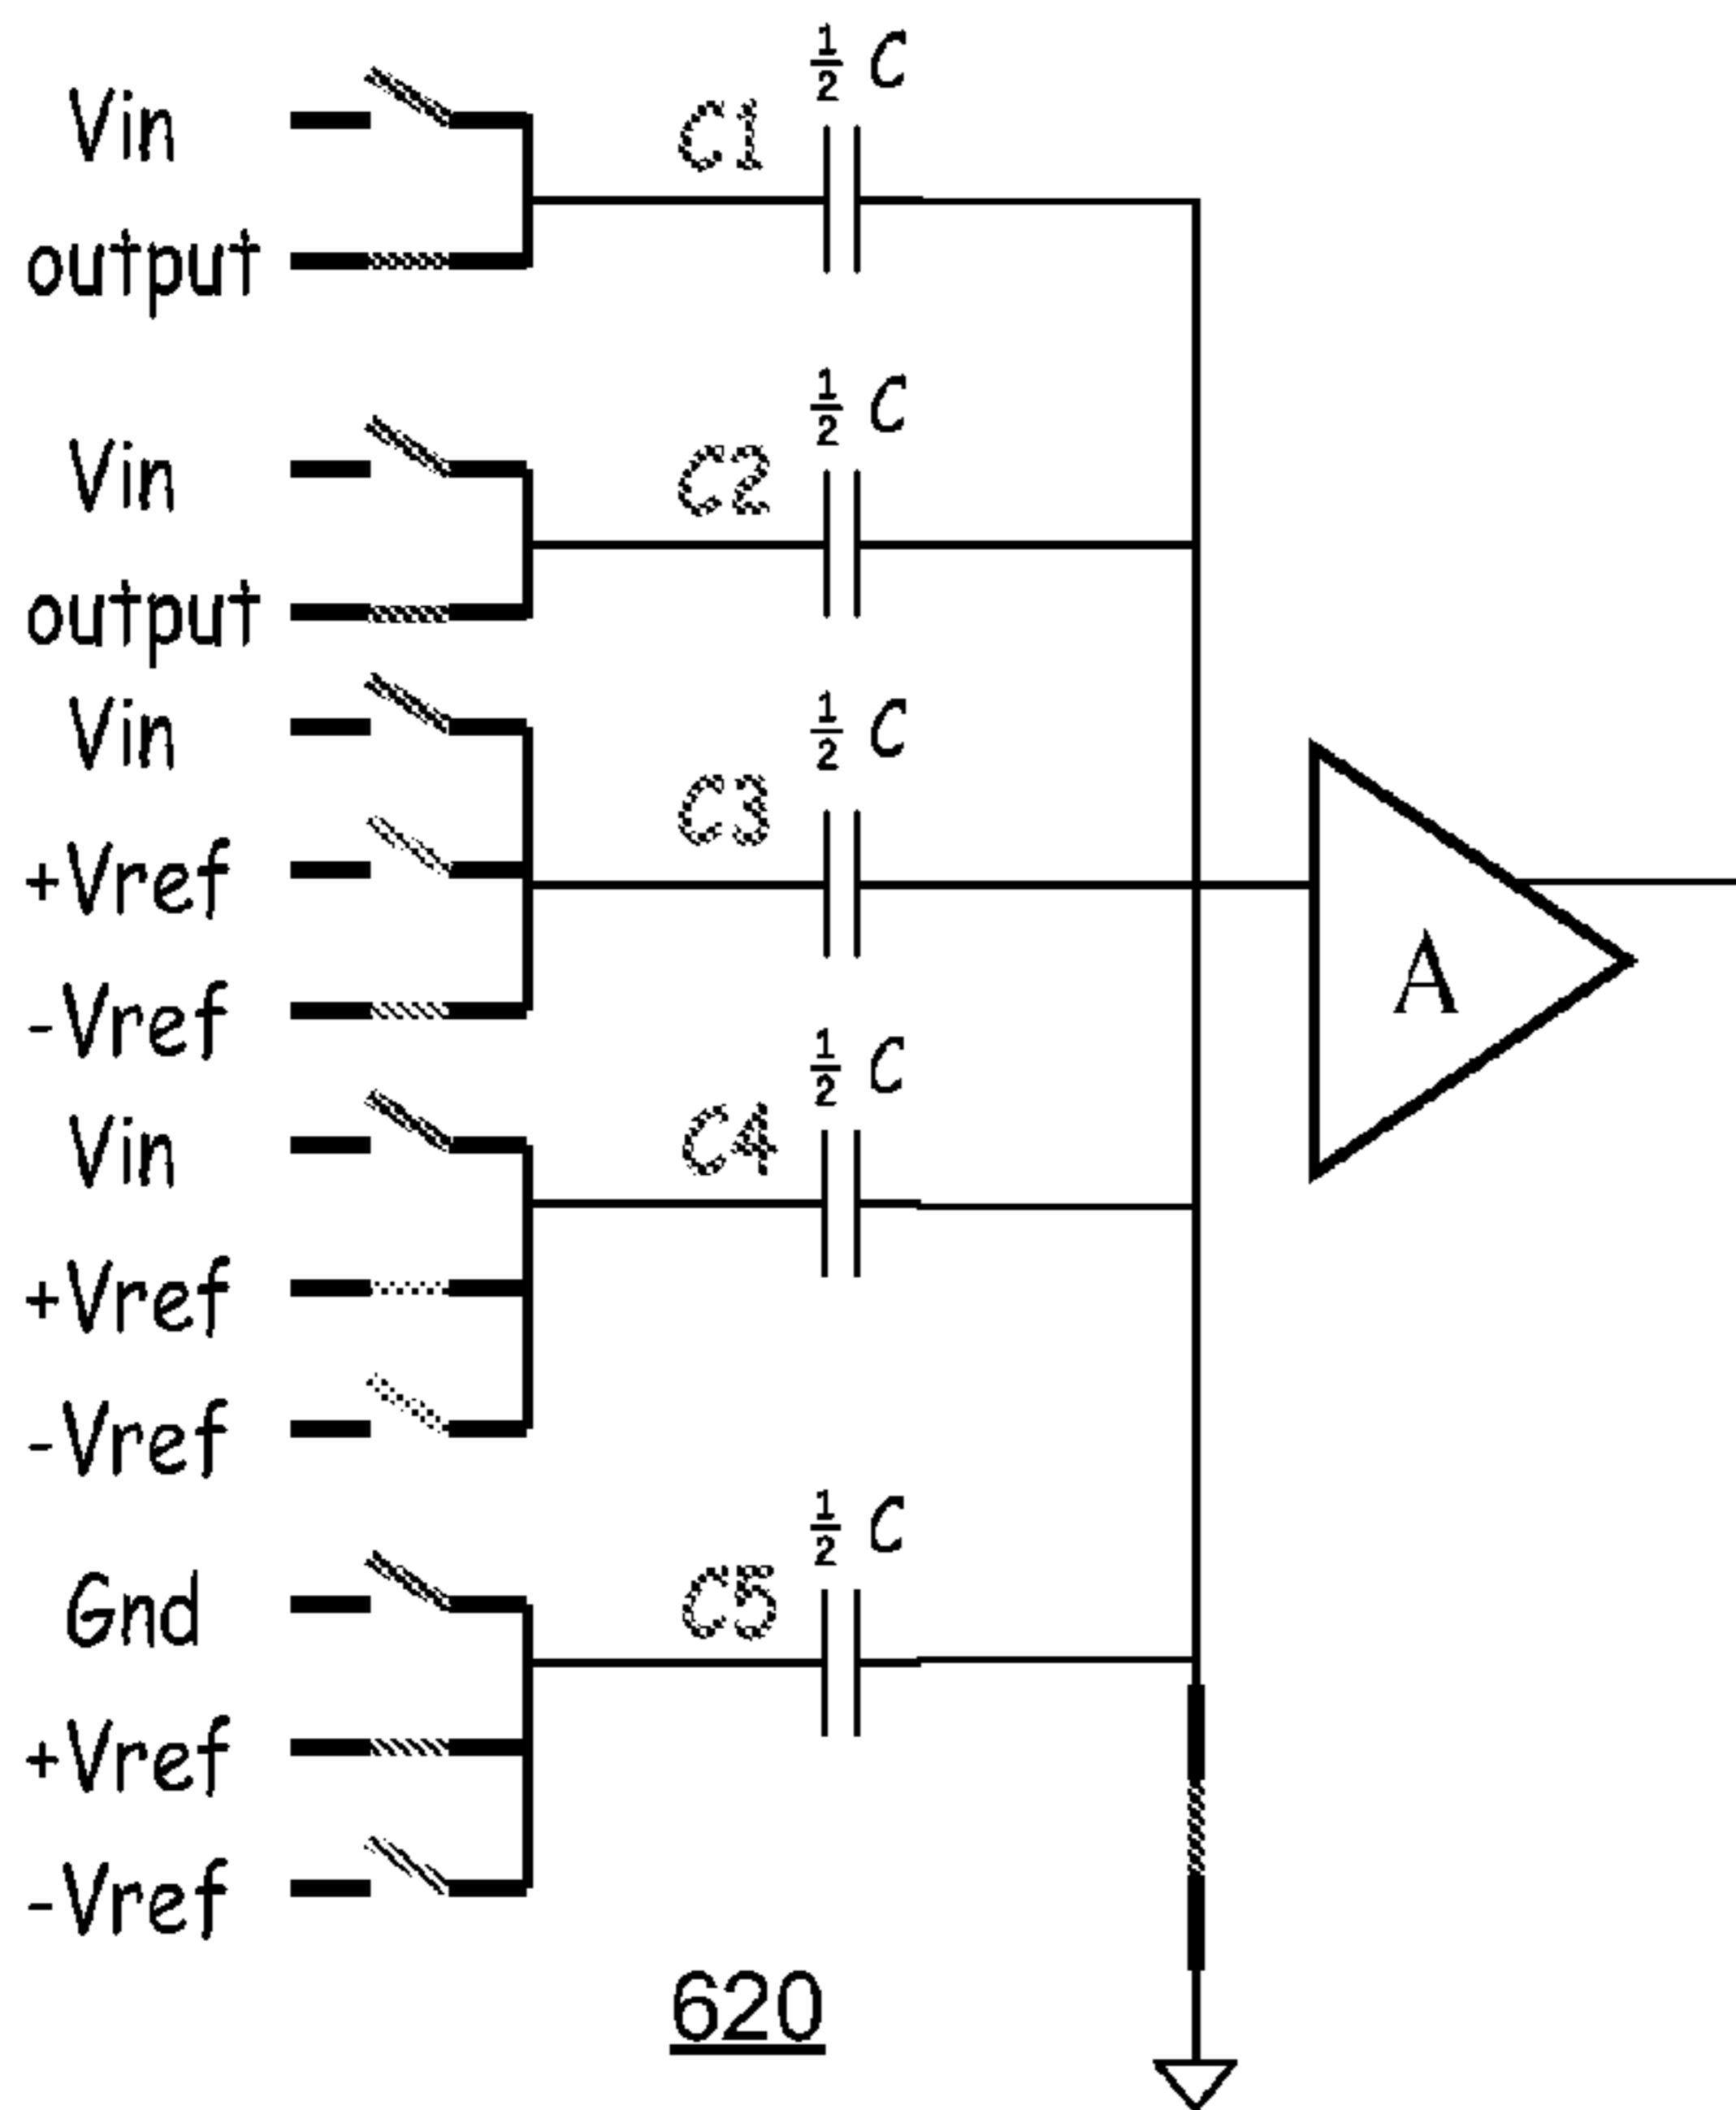 ½ C
Vin
C1
output
½ C
Vin
C2
output
½ C
Vin
C3
+Vref
-Vref
A
½ C
Vin
C4
+Vref
-Vref
½ C
Gnd
C5
+Vref
-Vref
620